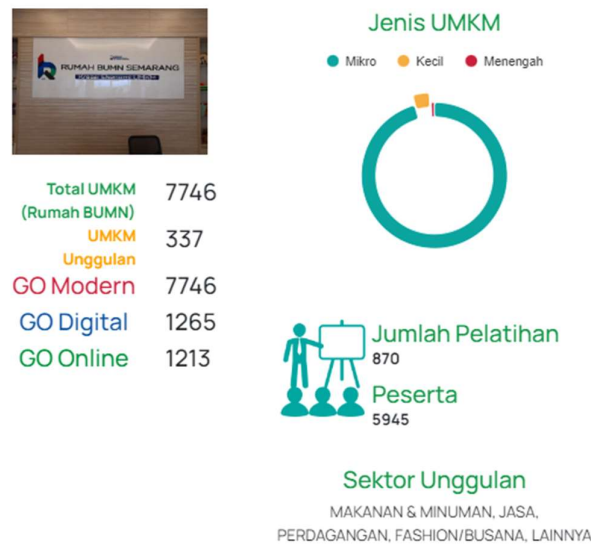 RUMAH BUMN SEMARANG
Total UMKM
(Rumah BUMN)
7746
UMKM
Unggulan
337
GO Modern 7746
GO Digital 1265
GO Online 1213
Jenis UMKM
Mikro Kecil Menengah
Jumlah Pelatihan
870
Peserta
5945
Sektor Unggulan
MAKANAN & MINUMAN, JASA,
PERDAGANGAN, FASHION/BUSANA, LAINNYA